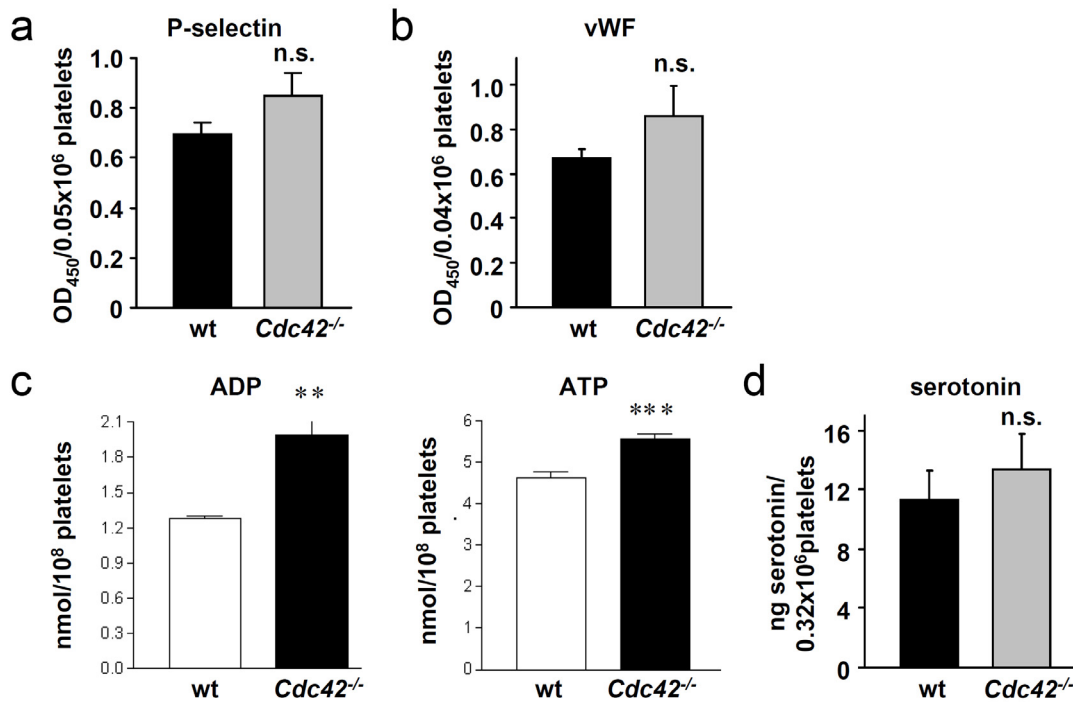 a
P-selectin
n.s.
1.0
0.8
0.6
0.4
0.2
0
OD450/0.05x10⁶ platelets
wt
Cdc42⁻/⁻
b
vWF
n.s.
1.0
0.8
0.6
0.4
0.2
0
OD450/0.04x10⁶ platelets
wt
Cdc42⁻/⁻
c
ADP
**
2.1
1.8
1.5
1.2
0.9
0.6
0.3
0.0
nmol/10⁸ platelets
wt
Cdc42⁻/⁻
ATP
***
6
5
4
3
2
1
0
nmol/10⁸ platelets
wt
Cdc42⁻/⁻
d
serotonin
n.s.
16
12
8
4
0
ng serotonin/
0.32x10⁶platelets
wt
Cdc42⁻/⁻